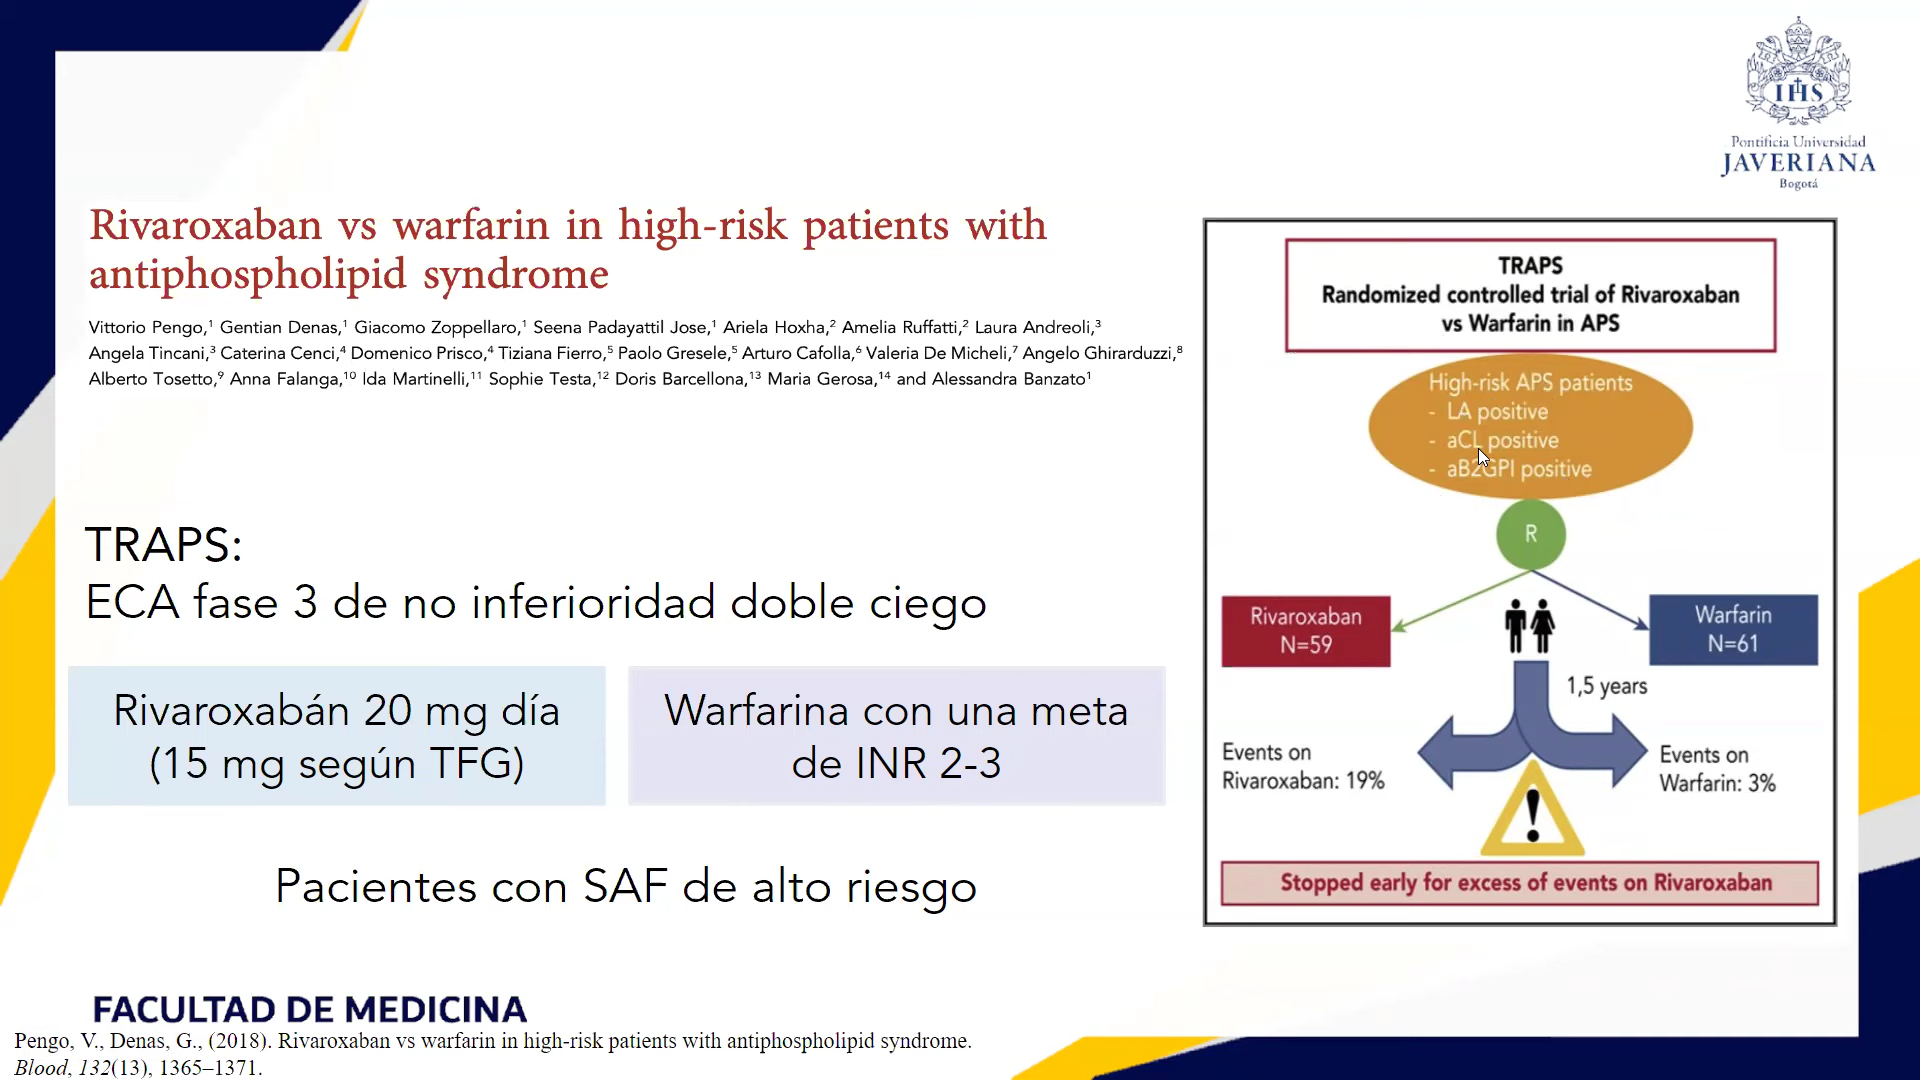 IHS
Pontificia Universidad
JAVERIANA
Bogotá
Rivaroxaban vs warfarin in high-risk patients with
antiphospholipid syndrome
Vittorio Pengo,¹ Gentian Denas,¹ Giacomo Zoppellaro,¹ Seena Padayattil Jose,¹ Ariela Hoxha,² Amelia Ruffatti,² Laura Andreoli,³
Angela Tincani,³ Caterina Cenci,⁴ Domenico Prisco,⁴ Tiziana Fierro,⁵ Paolo Gresele,⁵ Arturo Cafolla,⁶ Valeria De Micheli,⁷ Angelo Ghirarduzzi,⁸
Alberto Tosetto,⁹ Anna Falanga,¹⁰ Ida Martinelli,¹¹ Sophie Testa,¹² Doris Barcellona,¹³ Maria Gerosa,¹⁴ and Alessandra Banzato¹
TRAPS:
ECA fase 3 de no inferioridad doble ciego
Rivaroxabán 20 mg día
(15 mg según TFG)
Warfarina con una meta
de INR 2-3
Pacientes con SAF de alto riesgo
TRAPS
Randomized controlled trial of Rivaroxaban
vs Warfarin in APS
High-risk APS patients
- LA positive
- aCL positive
- aB2GPI positive
R
Rivaroxaban
N=59
Warfarin
N=61
1,5 years
Events on
Rivaroxaban: 19%
Events on
Warfarin: 3%
!
Stopped early for excess of events on Rivaroxaban
FACULTAD DE MEDICINA
Pengo, V., Denas, G., (2018). Rivaroxaban vs warfarin in high-risk patients with antiphospholipid syndrome.
Blood, 132(13), 1365–1371.